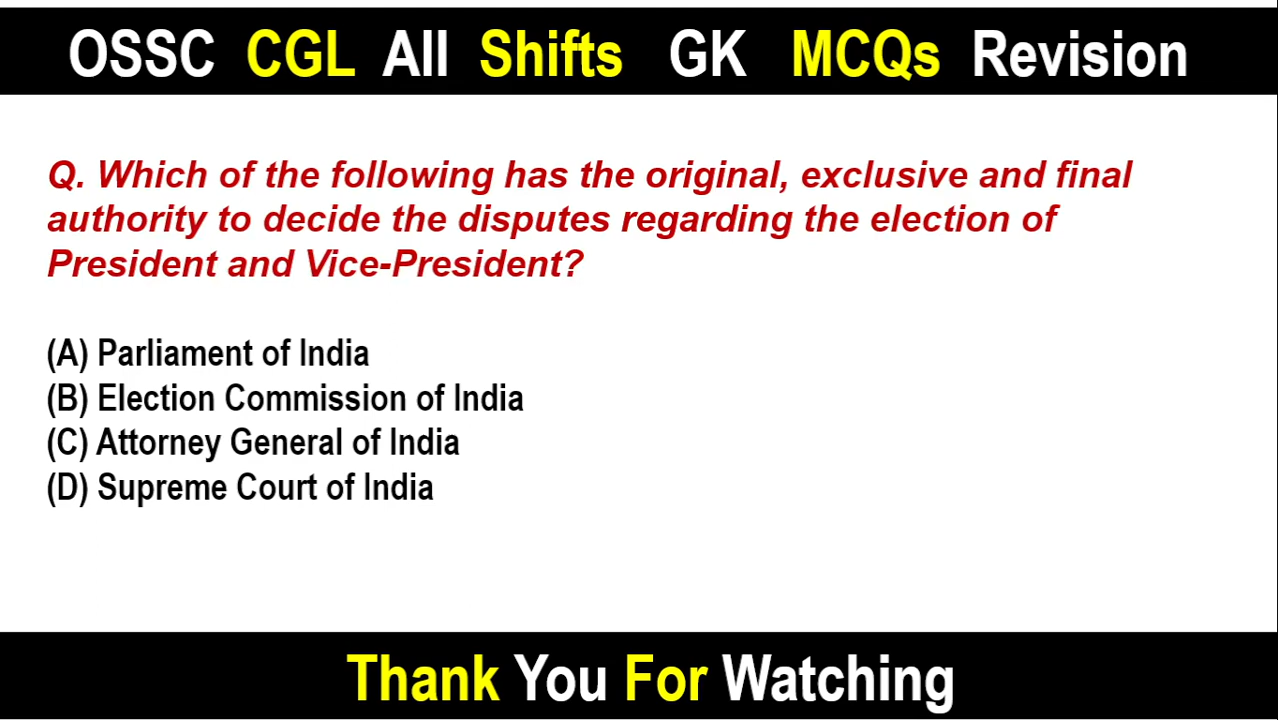 OSSC CGL All Shifts GK MCQs Revision
Q. Which of the following has the original, exclusive and final
authority to decide the disputes regarding the election of
President and Vice-President?
(A) Parliament of India
(B) Election Commission of India
(C) Attorney General of India
(D) Supreme Court of India
Thank You For Watching